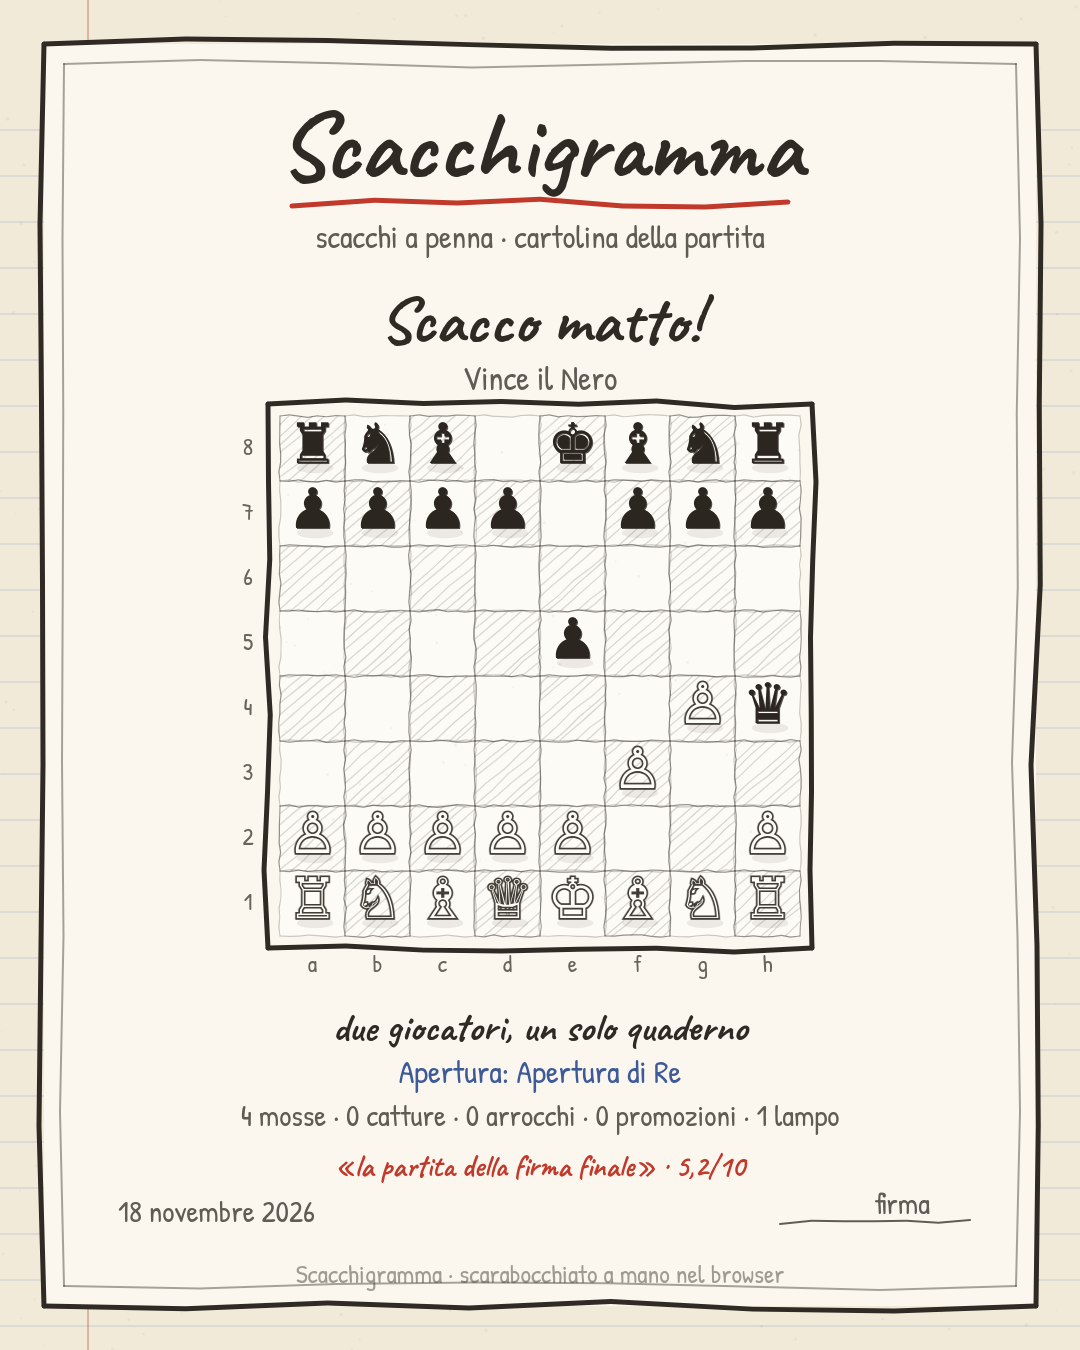 Scacchigramma
scacchi a penna · cartolina della partita
Scacco matto!
Vince il Nero
8
7
6
5
4
3
2
1
a b c d e f g h
due giocatori, un solo quaderno
Apertura: Apertura di Re
4 mosse · 0 catture · 0 arrocchi · 0 promozioni · 1 lampo
«la partita della firma finale» · 5,2/10
18 novembre 2026
firma
Scacchigramma · scarabocchiato a mano nel browser